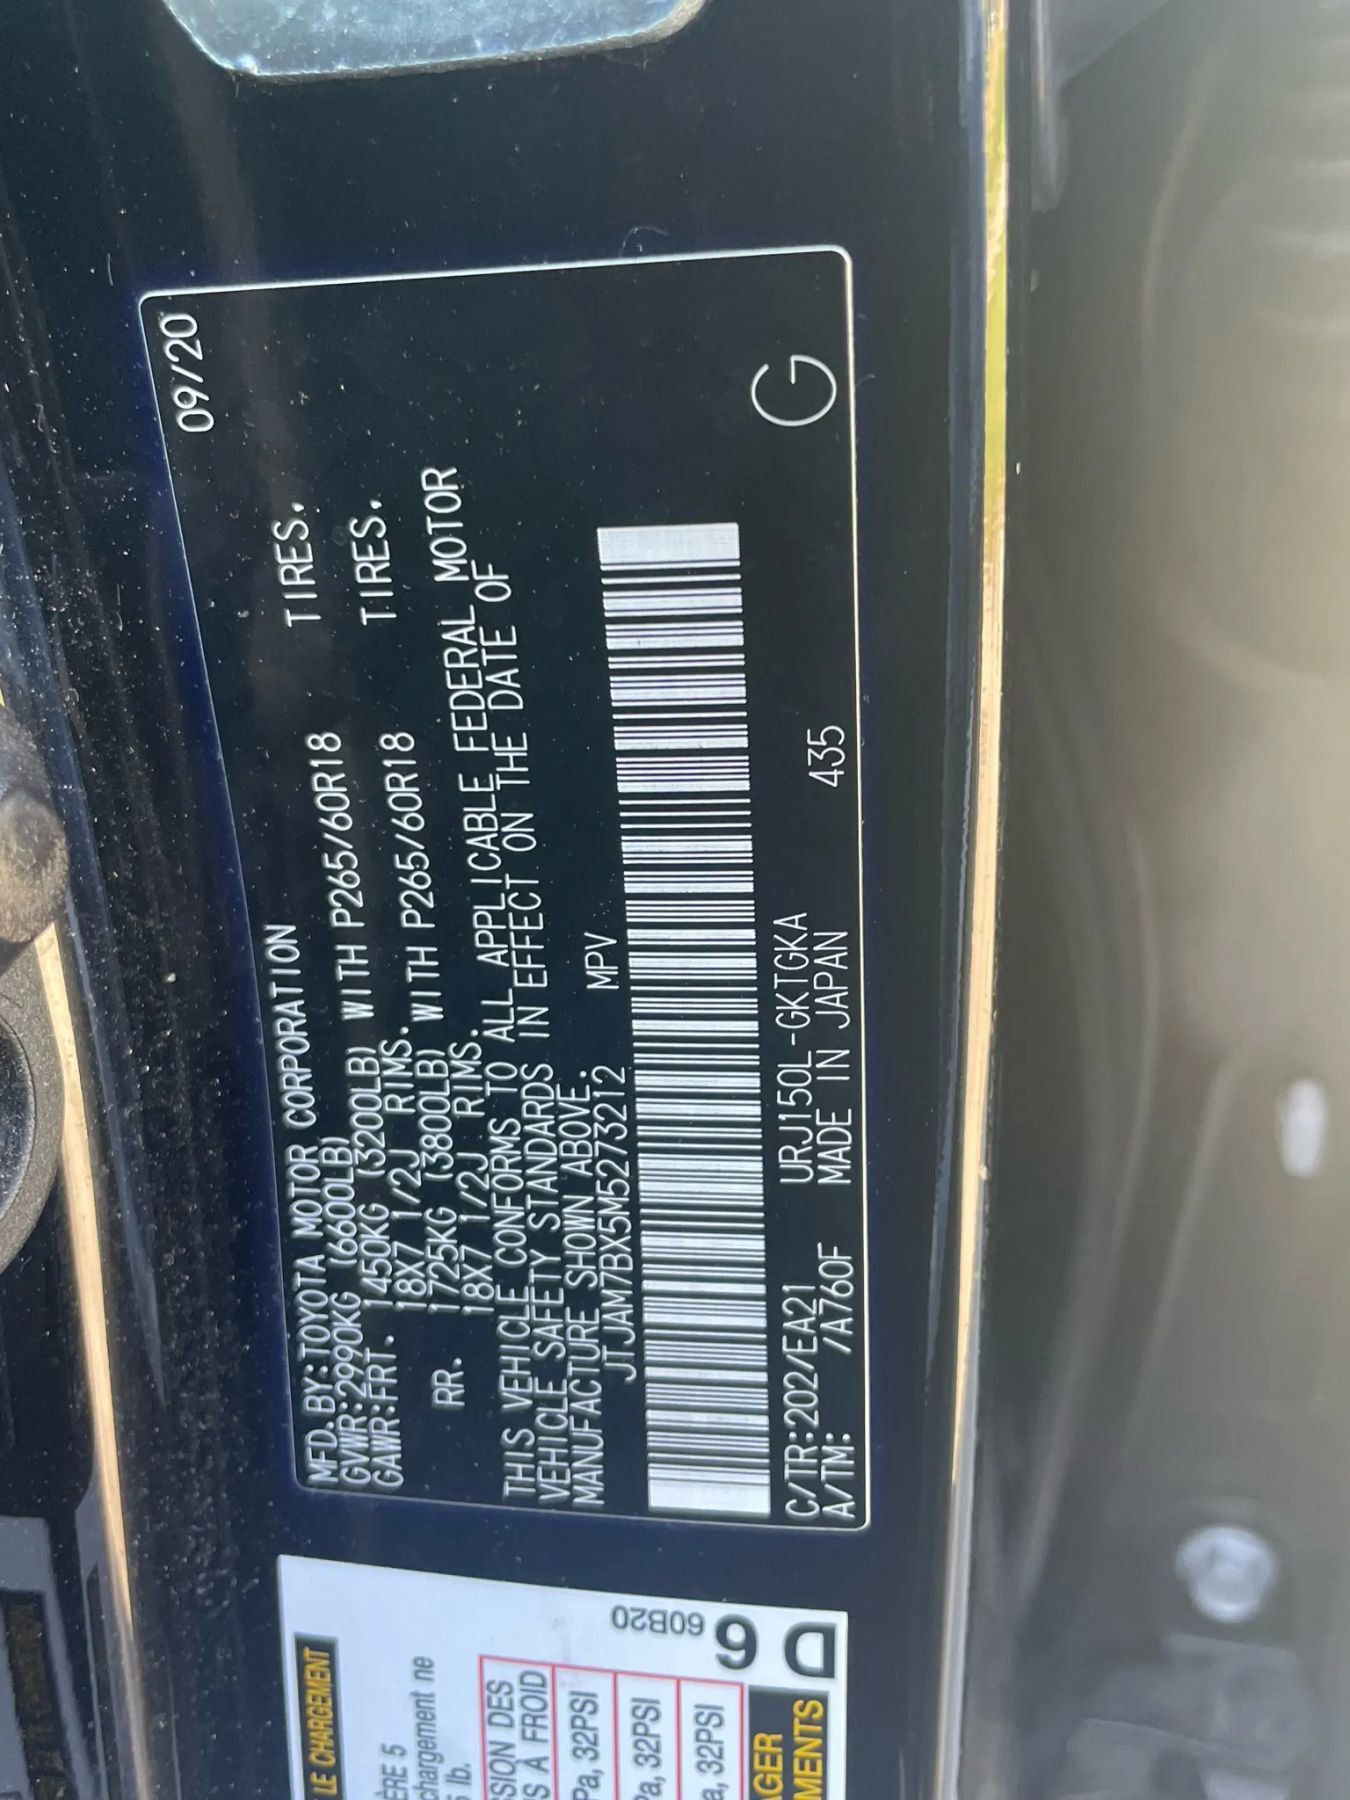 09/20
MFD.BY:TOYOTA MOTOR CORPORATION
GVWR:2990KG (6600LB)
GAWR:FRT. 1450KG (3200LB) WITH P265/60R18 TIRES.
18X7 1/2J RIMS.
RR. 1725KG (3800LB) WITH P265/60R18 TIRES.
18X7 1/2J RIMS.
THIS VEHICLE CONFORMS TO ALL APPLICABLE FEDERAL MOTOR
VEHICLE SAFETY STANDARDS IN EFFECT ON THE DATE OF
MANUFACTURE SHOWN ABOVE.
JTJAM7BX5M5273212 MPV
C/TR:202/EA21 URJ150L-GKTGKA
A/TM: /A760F MADE IN JAPAN 435
G
LE CHARGEMENT
ÈRE 5
chargement ne
lb.
SSION DES
S A FROID
Pa, 32PSI
Pa, 32PSI
a, 32PSI
AGER
MENTS
60B20
6
D